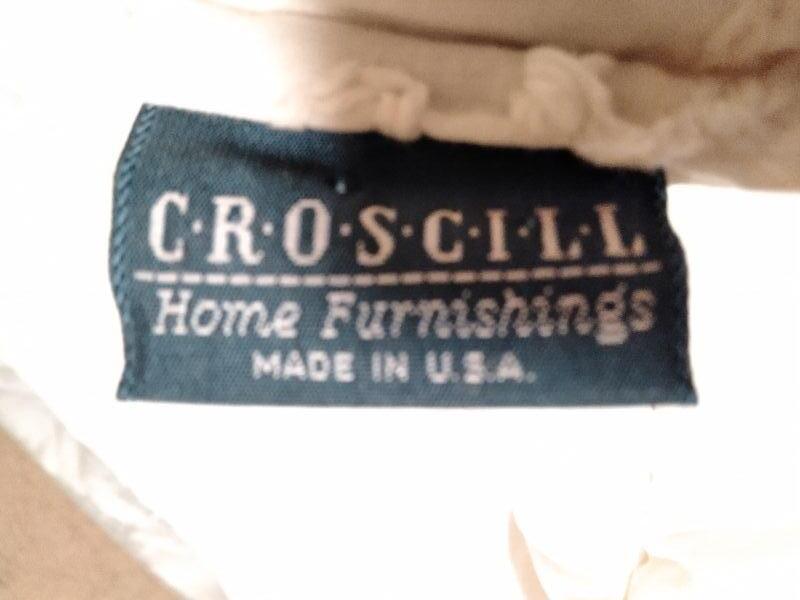 C·R·O·S·C·I·L·L
Home Furnishings
MADE IN U.S.A.